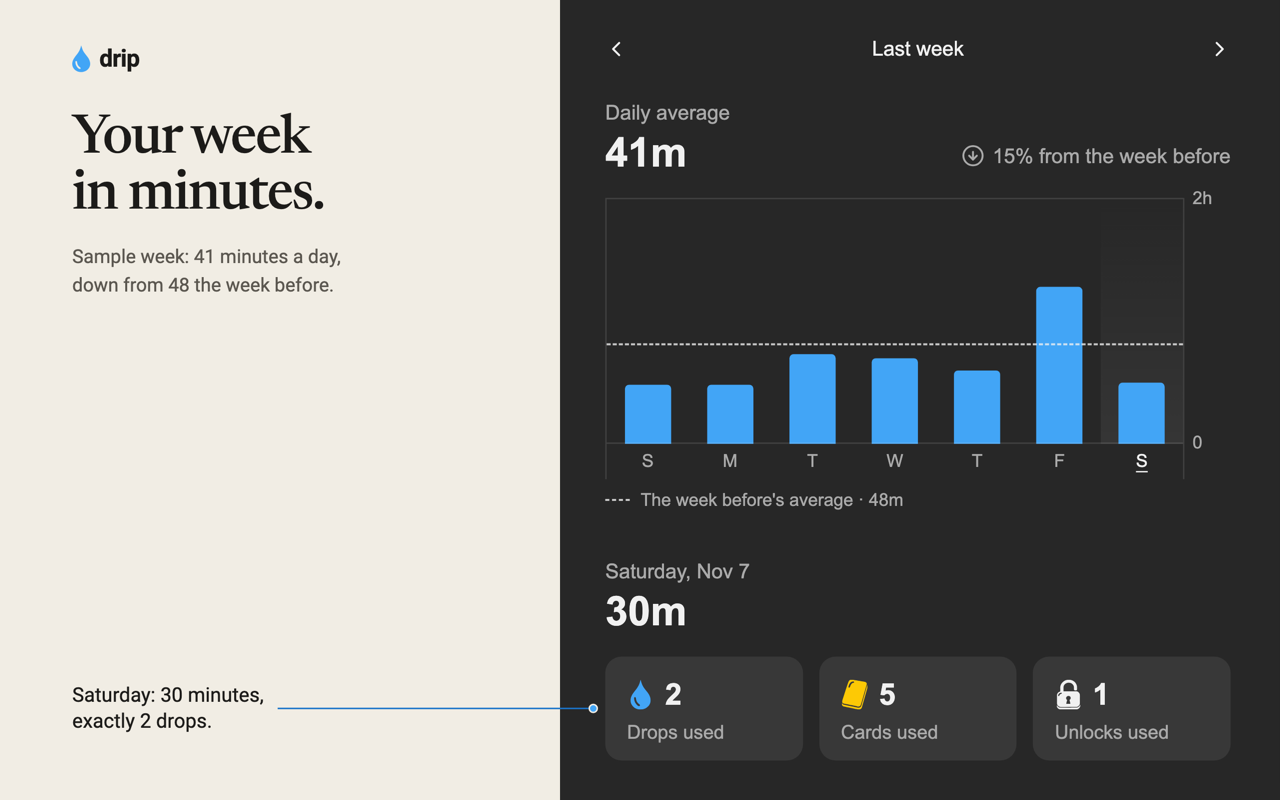 drip
Your week
in minutes.
Sample week: 41 minutes a day,
down from 48 the week before.
Saturday: 30 minutes,
exactly 2 drops.
Last week
Daily average
41m
15% from the week before
2h
0
S M T W T F S
The week before's average · 48m
Saturday, Nov 7
30m
2
Drops used
5
Cards used
1
Unlocks used